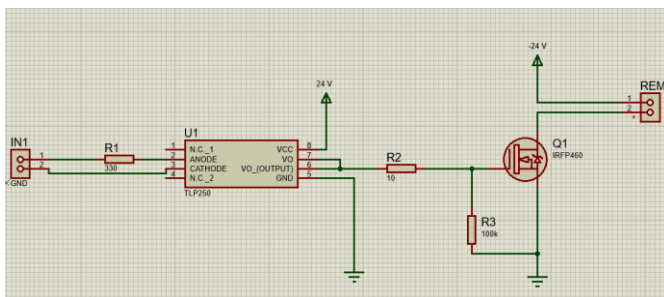 -24 V
REM
1
2
+
24 V
IN1
1
2
GND
R1
330
U1
1 N.C._1 VCC 8
2 ANODE VO 7
3 CATHODE VO_(OUTPUT) 6
4 N.C._2 GND 5
TLP250
R2
10
Q1
IRFP460
R3
100k